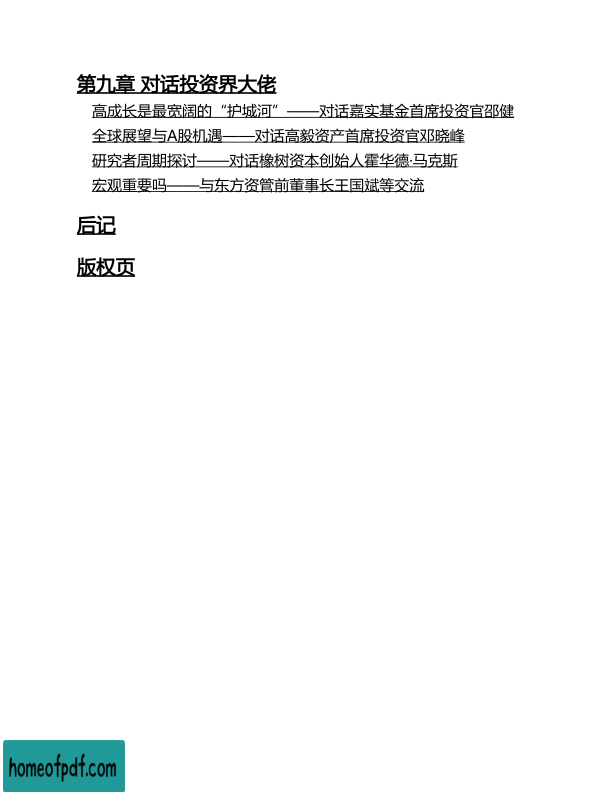 第九章 对话投资界大佬
高成长是最宽阔的“护城河”——对话嘉实基金首席投资官邵健
全球展望与A股机遇——对话高毅资产首席投资官邓晓峰
研究者周期探讨——对话橡树资本创始人霍华德·马克斯
宏观重要吗——与东方资管前董事长王国斌等交流
后记
版权页
homeofpdf.com